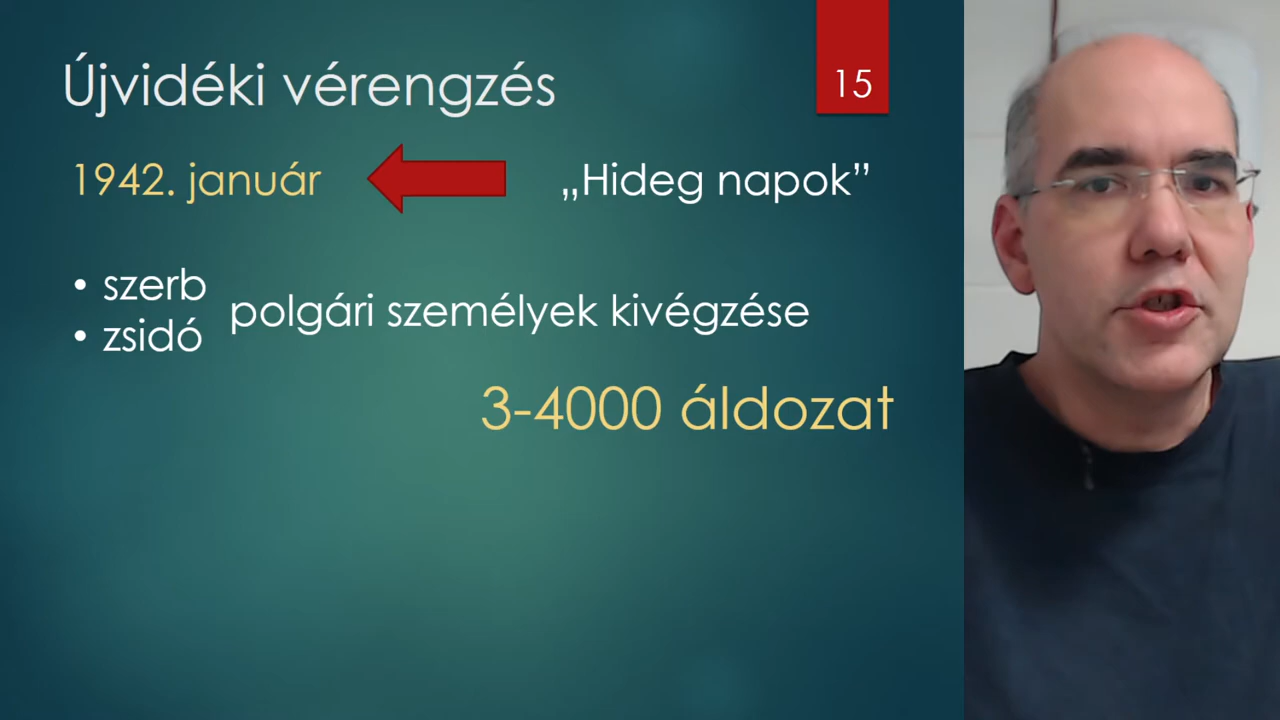 Újvidéki vérengzés
15
1942. január
„Hideg napok”
• szerb
• zsidó
polgári személyek kivégzése
3-4000 áldozat